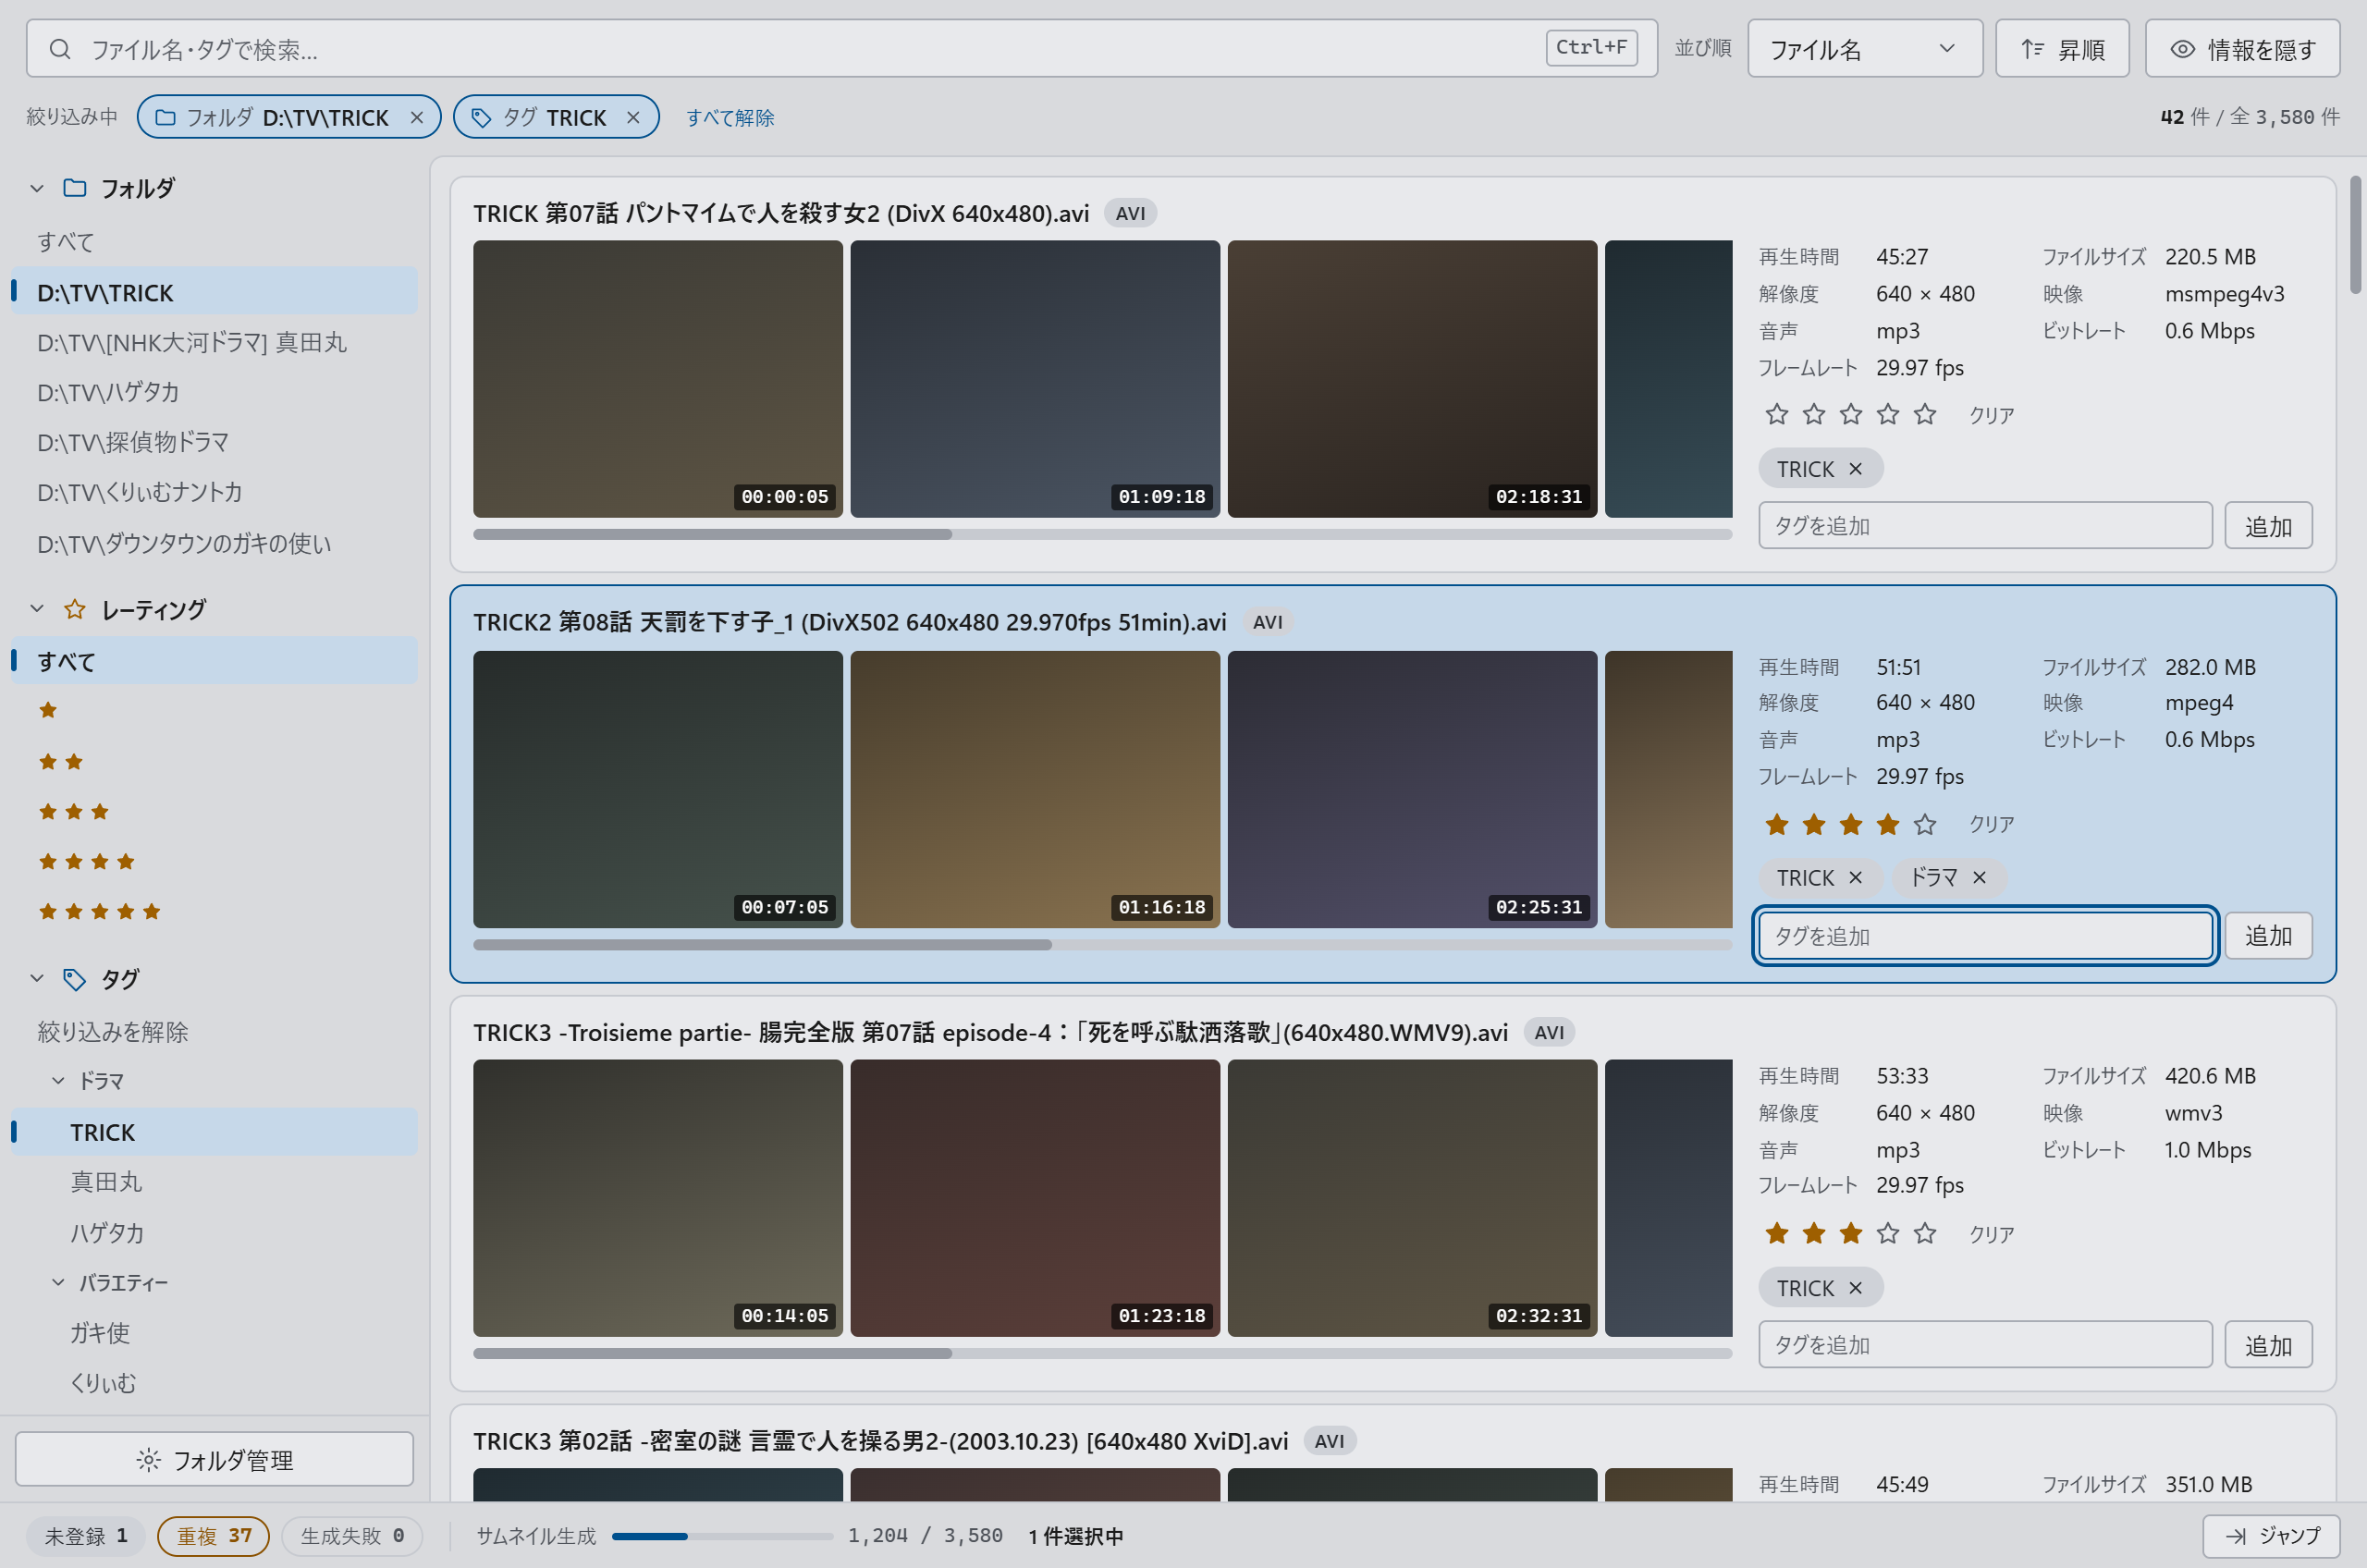 ファイル名・タグで検索... Ctrl+F 並び順 ファイル名 昇順 情報を隠す
絞り込み中 フォルダ D:\TV\TRICK × タグ TRICK × すべて解除 42 件 / 全 3,580 件
フォルダ
すべて
D:\TV\TRICK
D:\TV\[NHK大河ドラマ] 真田丸
D:\TV\ハゲタカ
D:\TV\探偵物ドラマ
D:\TV\くりぃむナントカ
D:\TV\ダウンタウンのガキの使い
レーティング
すべて
タグ
絞り込みを解除
ドラマ
TRICK
真田丸
ハゲタカ
バラエティー
ガキ使
くりぃむ
フォルダ管理
TRICK 第07話 パントマイムで人を殺す女2 (DivX 640x480).avi AVI
00:00:05 01:09:18 02:18:31
再生時間 45:27 ファイルサイズ 220.5 MB
解像度 640 × 480 映像 msmpeg4v3
音声 mp3 ビットレート 0.6 Mbps
フレームレート 29.97 fps
クリア
TRICK ×
タグを追加 追加
TRICK2 第08話 天罰を下す子_1 (DivX502 640x480 29.970fps 51min).avi AVI
00:07:05 01:16:18 02:25:31
再生時間 51:51 ファイルサイズ 282.0 MB
解像度 640 × 480 映像 mpeg4
音声 mp3 ビットレート 0.6 Mbps
フレームレート 29.97 fps
クリア
TRICK × ドラマ ×
タグを追加 追加
TRICK3 -Troisieme partie- 腸完全版 第07話 episode-4：「死を呼ぶ駄洒落歌」(640x480.WMV9).avi AVI
00:14:05 01:23:18 02:32:31
再生時間 53:33 ファイルサイズ 420.6 MB
解像度 640 × 480 映像 wmv3
音声 mp3 ビットレート 1.0 Mbps
フレームレート 29.97 fps
クリア
TRICK ×
タグを追加 追加
TRICK3 第02話 -密室の謎 言霊で人を操る男2-(2003.10.23) [640x480 XviD].avi AVI
再生時間 45:49 ファイルサイズ 351.0 MB
未登録 1 重複 37 生成失敗 0 サムネイル生成 1,204 / 3,580 1 件選択中 ジャンプ